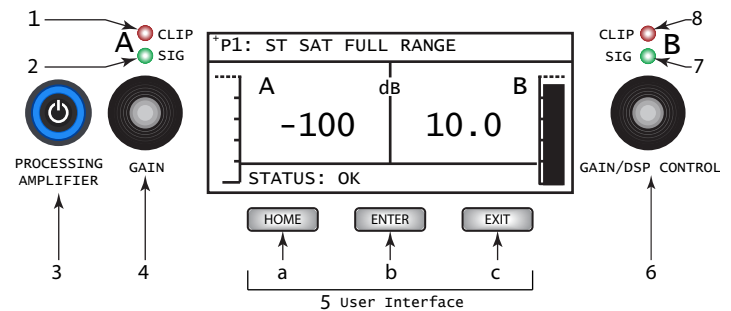 1
CLIP
A
2
SIG
PROCESSING
AMPLIFIER
GAIN
3
4
+P1: ST SAT FULL RANGE
A
dB
B
-100
10.0
STATUS: OK
HOME
ENTER
EXIT
a
b
c
5 User Interface
8
CLIP
B
SIG
7
GAIN/DSP CONTROL
6